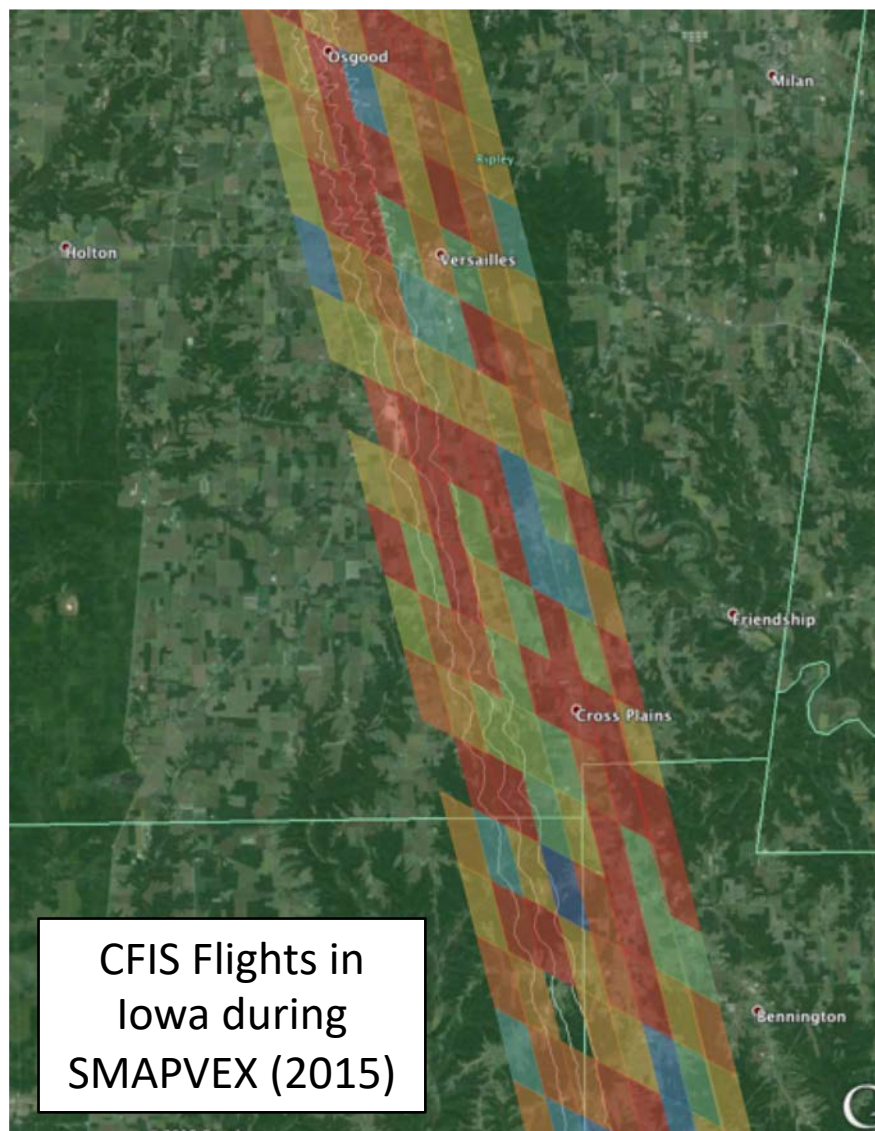 Osgood
Milan
Ripley
Holton
Versailles
Friendship
Cross Plains
Bennington
CFIS Flights in
Iowa during
SMAPVEX (2015)
G